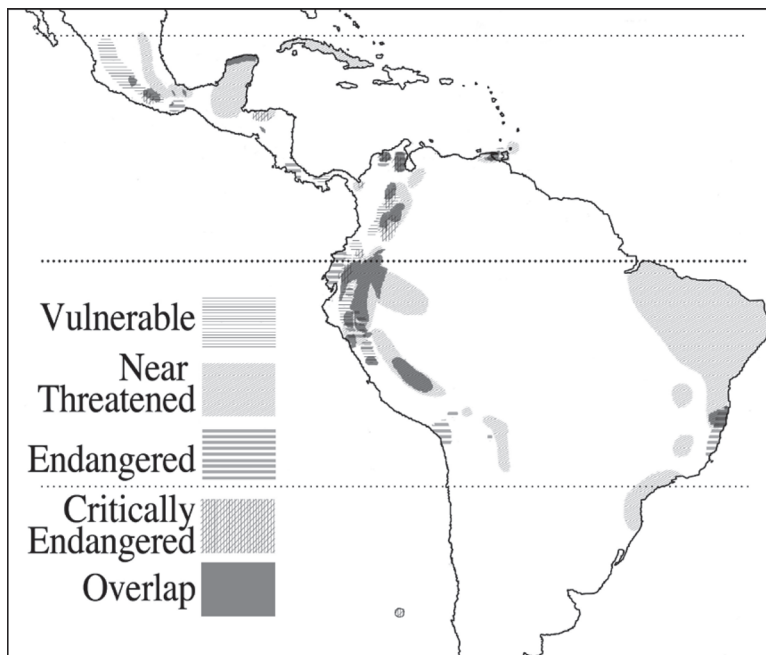 Vulnerable
Near
Threatened
Endangered
Critically
Endangered
Overlap